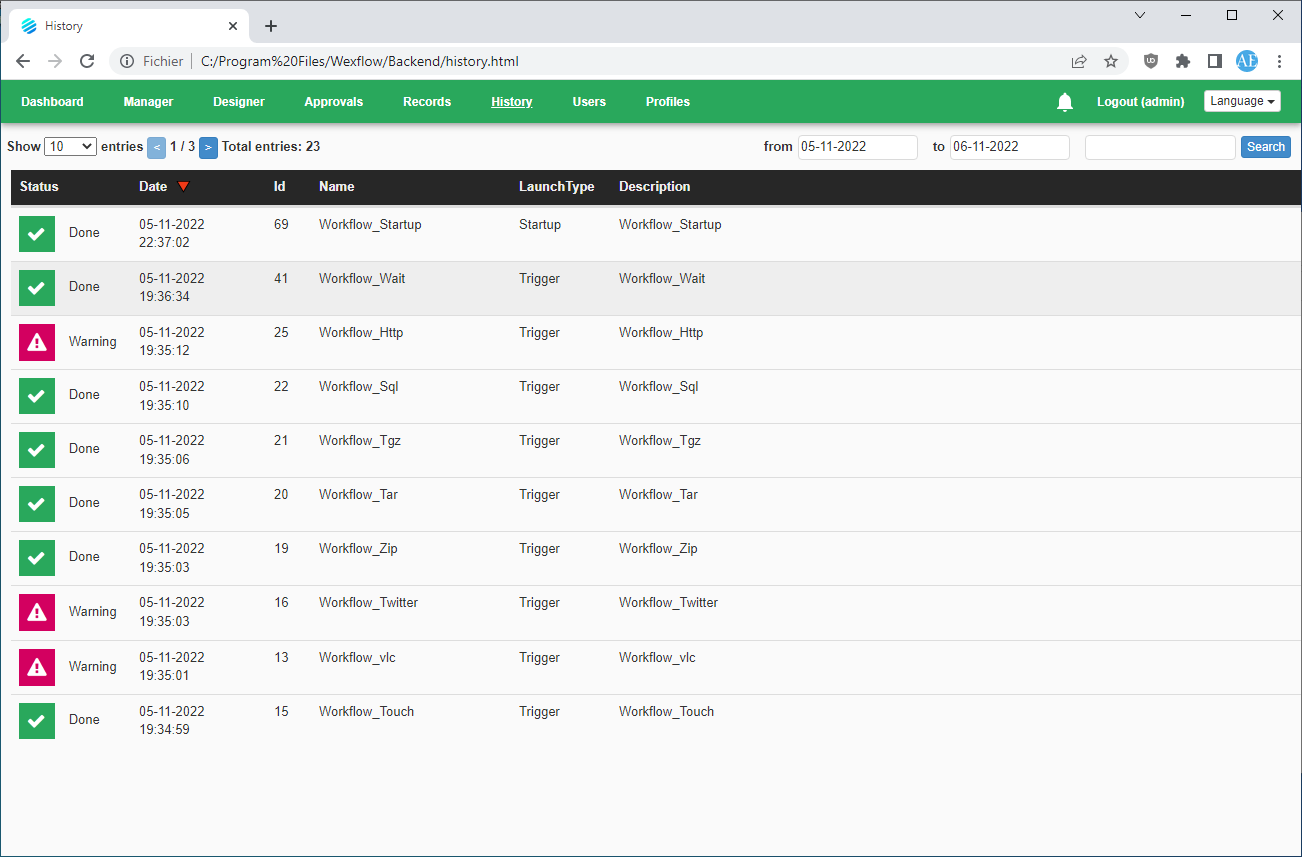 History
Fichier C:/Program%20Files/Wexflow/Backend/history.html
UD
AE
Dashboard Manager Designer Approvals Records History Users Profiles Logout (admin) Language
Show 10 entries < 1 / 3 > Total entries: 23 from 05-11-2022 to 06-11-2022 Search
Status Date Id Name LaunchType Description
Done 05-11-2022 69 Workflow_Startup Startup Workflow_Startup
22:37:02
Done 05-11-2022 41 Workflow_Wait Trigger Workflow_Wait
19:36:34
Warning 05-11-2022 25 Workflow_Http Trigger Workflow_Http
19:35:12
Done 05-11-2022 22 Workflow_Sql Trigger Workflow_Sql
19:35:10
Done 05-11-2022 21 Workflow_Tgz Trigger Workflow_Tgz
19:35:06
Done 05-11-2022 20 Workflow_Tar Trigger Workflow_Tar
19:35:05
Done 05-11-2022 19 Workflow_Zip Trigger Workflow_Zip
19:35:03
Warning 05-11-2022 16 Workflow_Twitter Trigger Workflow_Twitter
19:35:03
Warning 05-11-2022 13 Workflow_vlc Trigger Workflow_vlc
19:35:01
Done 05-11-2022 15 Workflow_Touch Trigger Workflow_Touch
19:34:59